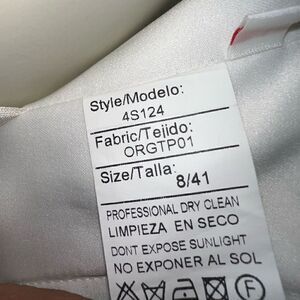 Style/Modelo:
4S124
Fabric/Tejido:
ORGTP01
Size/Talla:
8/41
PROFESSIONAL DRY CLEAN
LIMPIEZA EN SECO
DONT EXPOSE SUNLIGHT
NO EXPONER AL SOL
F